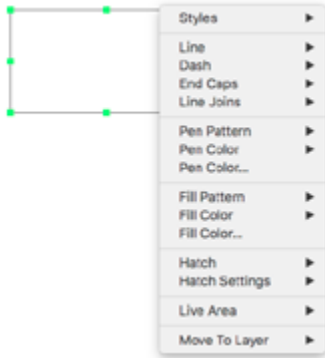 Styles
Line
Dash
End Caps
Line Joins
Pen Pattern
Pen Color
Pen Color...
Fill Pattern
Fill Color
Fill Color...
Hatch
Hatch Settings
Live Area
Move To Layer